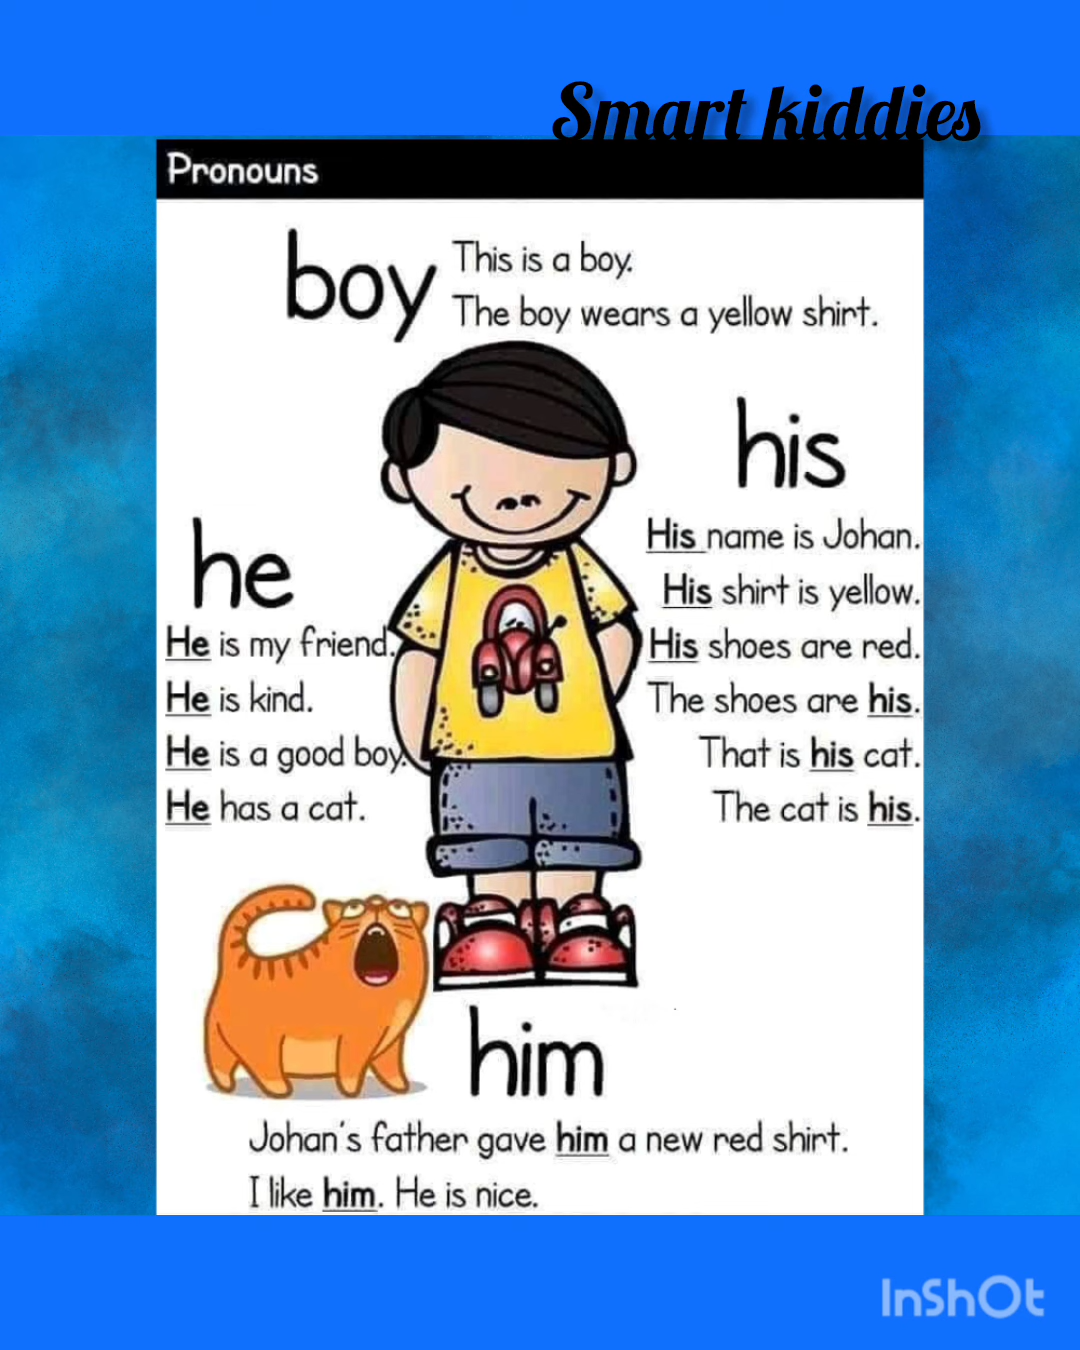 Smart kiddies
Pronouns
boy
This is a boy.
The boy wears a yellow shirt.
his
His name is Johan.
His shirt is yellow.
His shoes are red.
The shoes are his.
That is his cat.
The cat is his.
he
He is my friend.
He is kind.
He is a good boy.
He has a cat.
him
Johan's father gave him a new red shirt.
I like him. He is nice.
InShOt